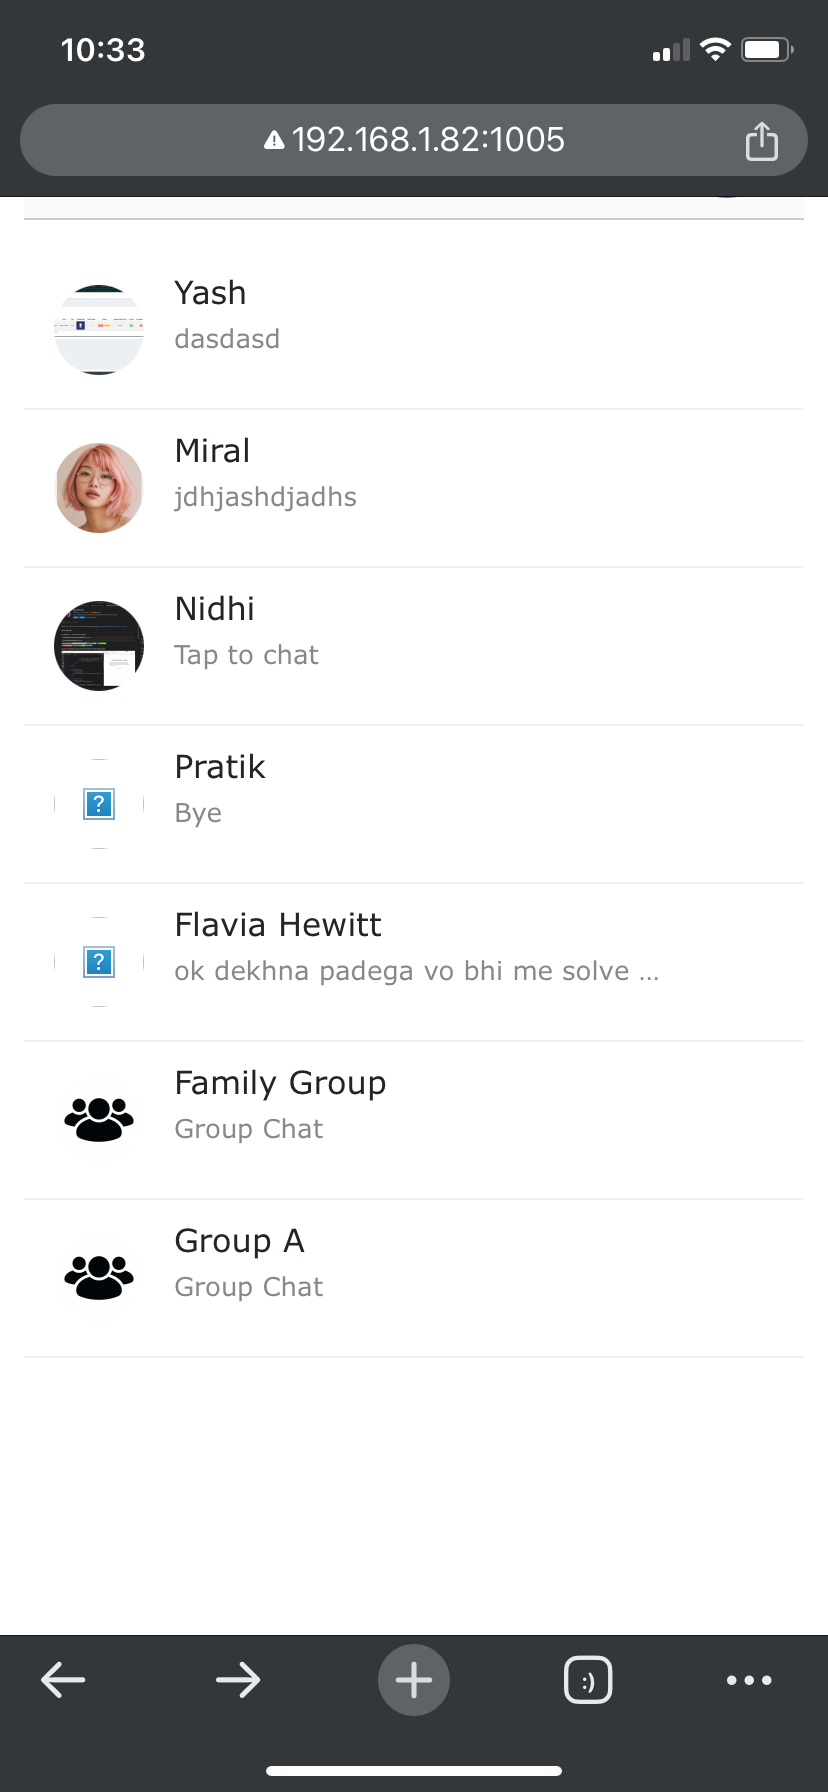 10:33
192.168.1.82:1005
Yash
dasdasd
Miral
jdhjashdjadhs
Nidhi
Tap to chat
Pratik
?
Bye
Flavia Hewitt
?
ok dekhna padega vo bhi me solve ...
Family Group
Group Chat
Group A
Group Chat
:)